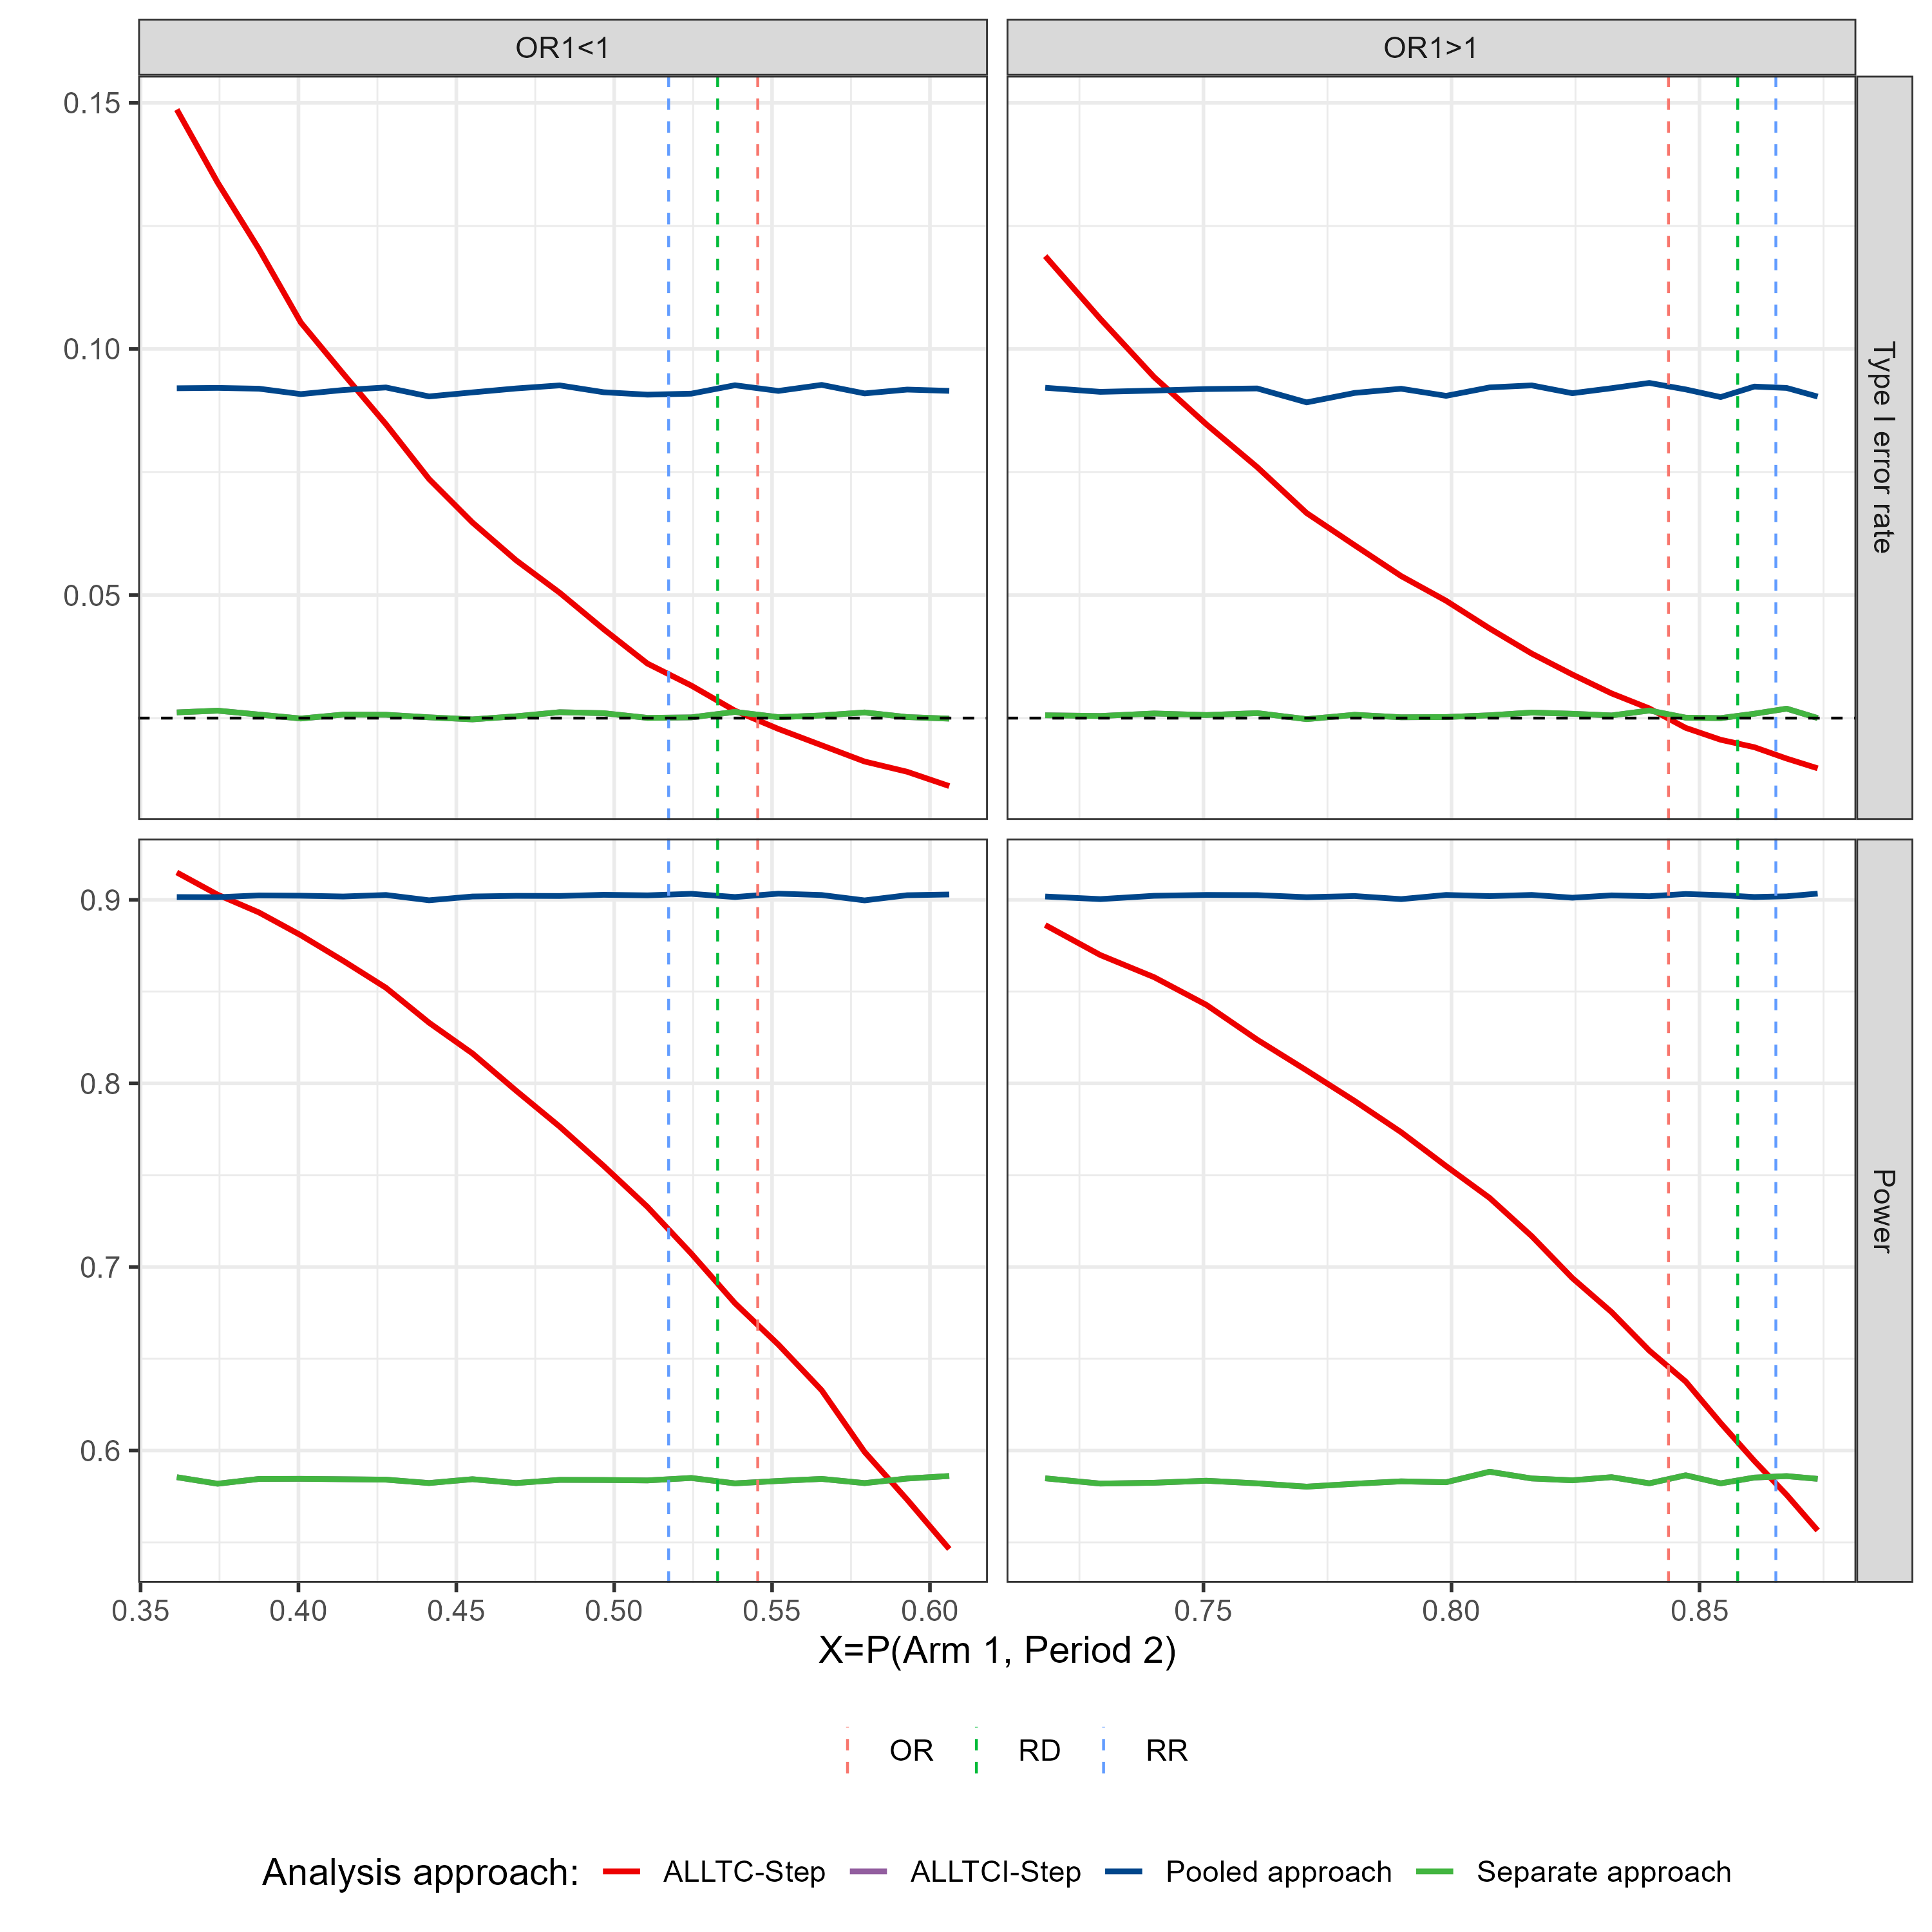 OR1<1
OR1>1
0.15
0.10
0.05
Type I error rate
0.9
0.8
0.7
0.6
Power
0.35 0.40 0.45 0.50 0.55 0.60 0.75 0.80 0.85
X=P(Arm 1, Period 2)
OR RD RR
Analysis approach: ALLTC-Step ALLTCI-Step Pooled approach Separate approach